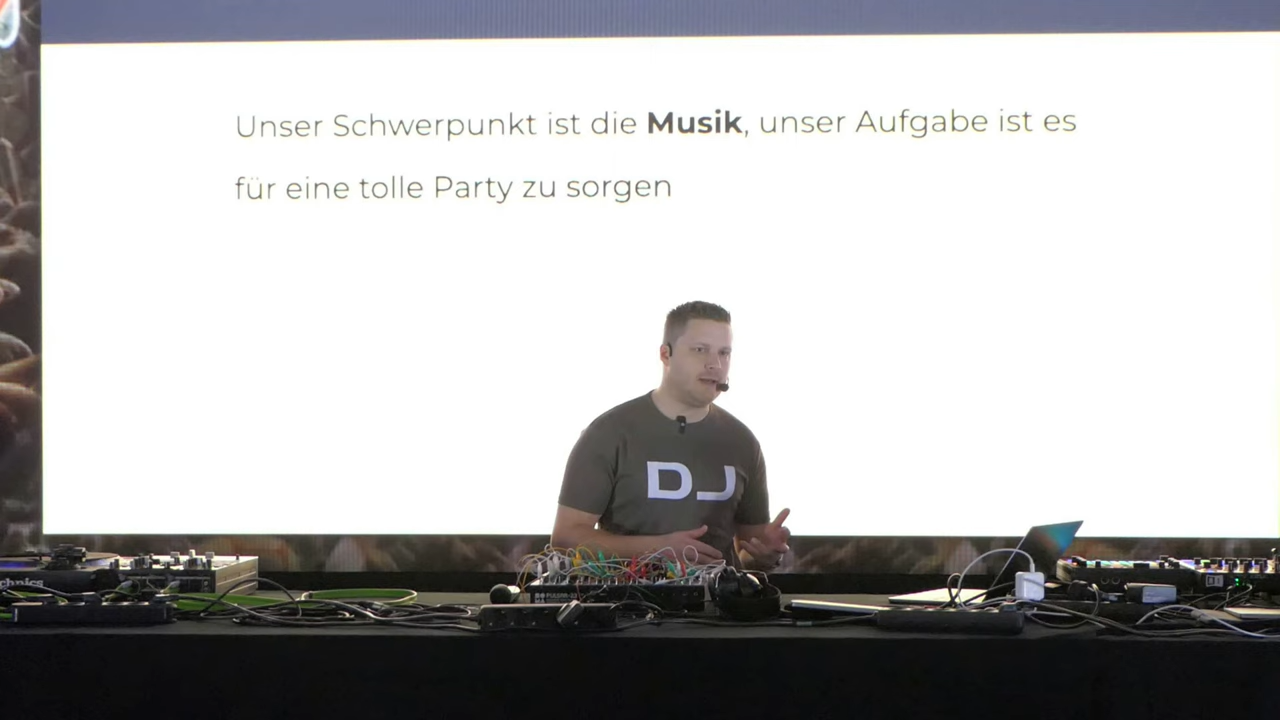 Unser Schwerpunkt ist die Musik, unser Aufgabe ist es
für eine tolle Party zu sorgen
DJ